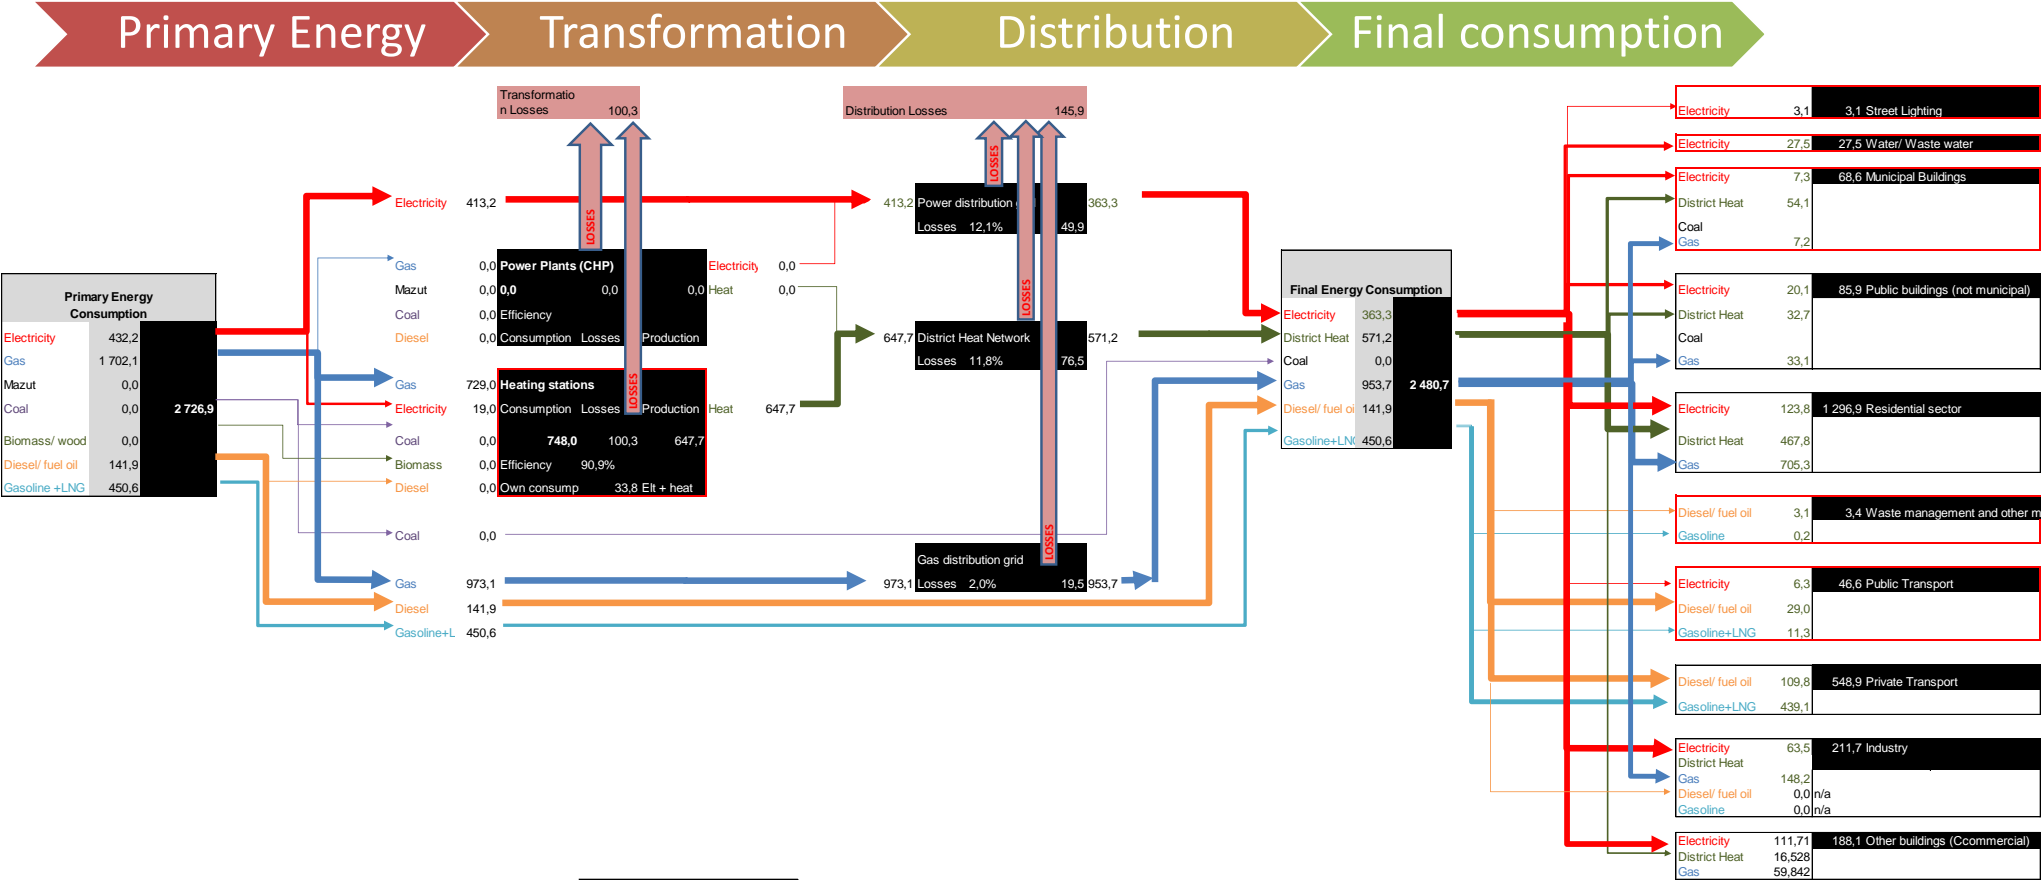 Primary Energy
Transformation
Distribution
Final consumption
Transformatio
n Losses 100,3
Distribution Losses 145,9
LOSSES
LOSSES
LOSSES
LOSSES
LOSSES
Primary Energy
Consumption
Electricity 432,2
Gas 1 702,1
Mazut 0,0
Coal 0,0 2 726,9
Biomass/ wood 0,0
Diesel/ fuel oil 141,9
Gasoline +LNG 450,6
Electricity 413,2
Gas 0,0
Mazut 0,0
Coal 0,0
Diesel 0,0
Power Plants (CHP)
0,0 0,0 0,0
Efficiency
Consumption Losses Production
Electricity 0,0
Heat 0,0
Gas 729,0
Electricity 19,0
Coal 0,0
Biomass 0,0
Diesel 0,0
Heating stations
Consumption Losses Production
748,0 100,3 647,7
Efficiency 90,9%
Own consump 33,8 Elt + heat
Heat 647,7
Coal 0,0
Gas 973,1
Diesel 141,9
Gasoline+L 450,6
413,2 Power distribution g 363,3
Losses 12,1% 49,9
647,7 District Heat Network 571,2
Losses 11,8% 76,5
Gas distribution grid
973,1 Losses 2,0% 19,5 953,7
Final Energy Consumption
Electricity 363,3
District Heat 571,2
Coal 0,0
Gas 953,7 2 480,7
Diesel/ fuel oi 141,9
Gasoline+LNG 450,6
Electricity 3,1 3,1 Street Lighting
Electricity 27,5 27,5 Water/ Waste water
Electricity 7,3 68,6 Municipal Buildings
District Heat 54,1
Coal
Gas 7,2
Electricity 20,1 85,9 Public buildings (not municipal)
District Heat 32,7
Coal
Gas 33,1
Electricity 123,8 1 296,9 Residential sector
District Heat 467,8
Gas 705,3
Diesel/ fuel oil 3,1 3,4 Waste management and other m
Gasoline 0,2
Electricity 6,3 46,6 Public Transport
Diesel/ fuel oil 29,0
Gasoline+LNG 11,3
Diesel/ fuel oil 109,8 548,9 Private Transport
Gasoline+LNG 439,1
Electricity 63,5 211,7 Industry
District Heat
Gas 148,2
Diesel/ fuel oil 0,0 n/a
Gasoline 0,0 n/a
Electricity 111,71 188,1 Other buildings (Ccommercial)
District Heat 16,528
Gas 59,842